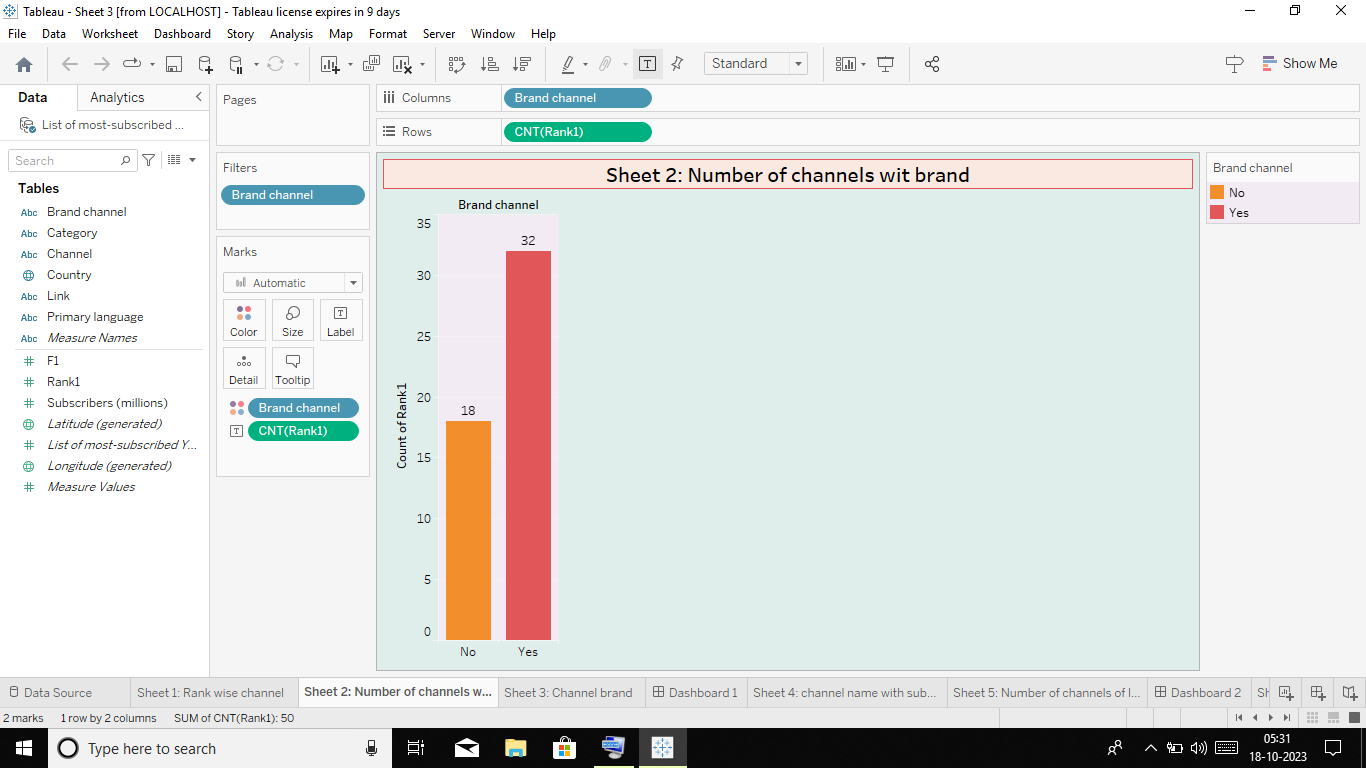 Tableau - Sheet 3 [from LOCALHOST] - Tableau license expires in 9 days
File Data Worksheet Dashboard Story Analysis Map Format Server Window Help
Standard
Show Me
Data Analytics
List of most-subscribed ...
Search
Tables
Abc Brand channel
Abc Category
Abc Channel
Country
Abc Link
Abc Primary language
Abc Measure Names
F1
Rank1
Subscribers (millions)
Latitude (generated)
List of most-subscribed Y...
Longitude (generated)
Measure Values
Pages
Filters
Brand channel
Marks
Automatic
Color Size Label
Detail Tooltip
Brand channel
CNT(Rank1)
Columns Brand channel
Rows CNT(Rank1)
Sheet 2: Number of channels wit brand
Brand channel
35
30
25
20
15
10
5
0
Count of Rank1
18
32
No Yes
Brand channel
No
Yes
Data Source Sheet 1: Rank wise channel Sheet 2: Number of channels w... Sheet 3: Channel brand Dashboard 1 Sheet 4: channel name with sub... Sheet 5: Number of channels of l... Dashboard 2 Sh
2 marks 1 row by 2 columns SUM of CNT(Rank1): 50
Type here to search
05:31
18-10-2023